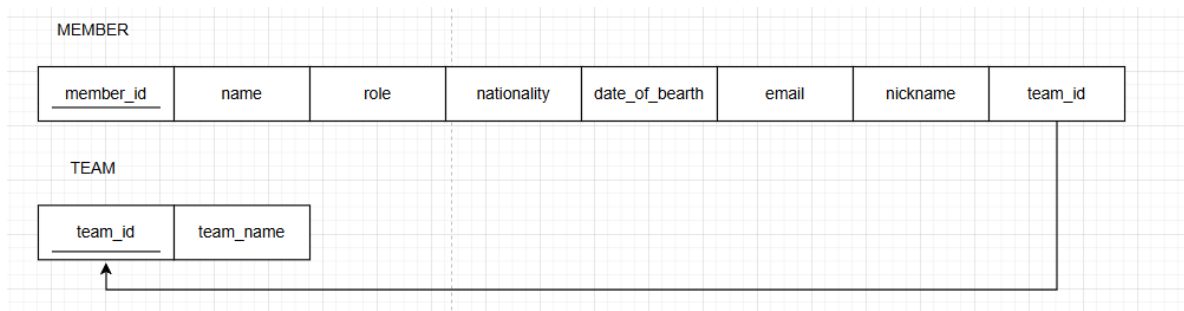 MEMBER
member_id name role nationality date_of_bearth email nickname team_id
TEAM
team_id team_name